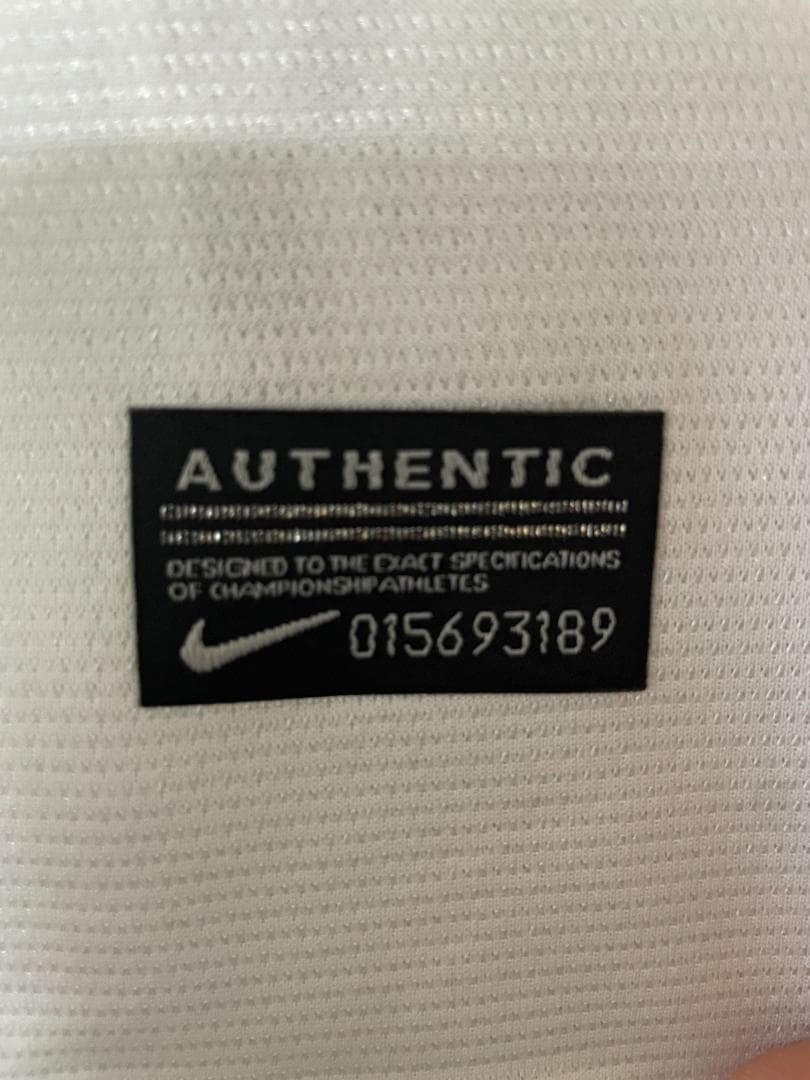 AUTHENTIC
DESIGNED TO THE EXACT SPECIFICATIONS
OF CHAMPIONSHIP ATHLETES
015693189